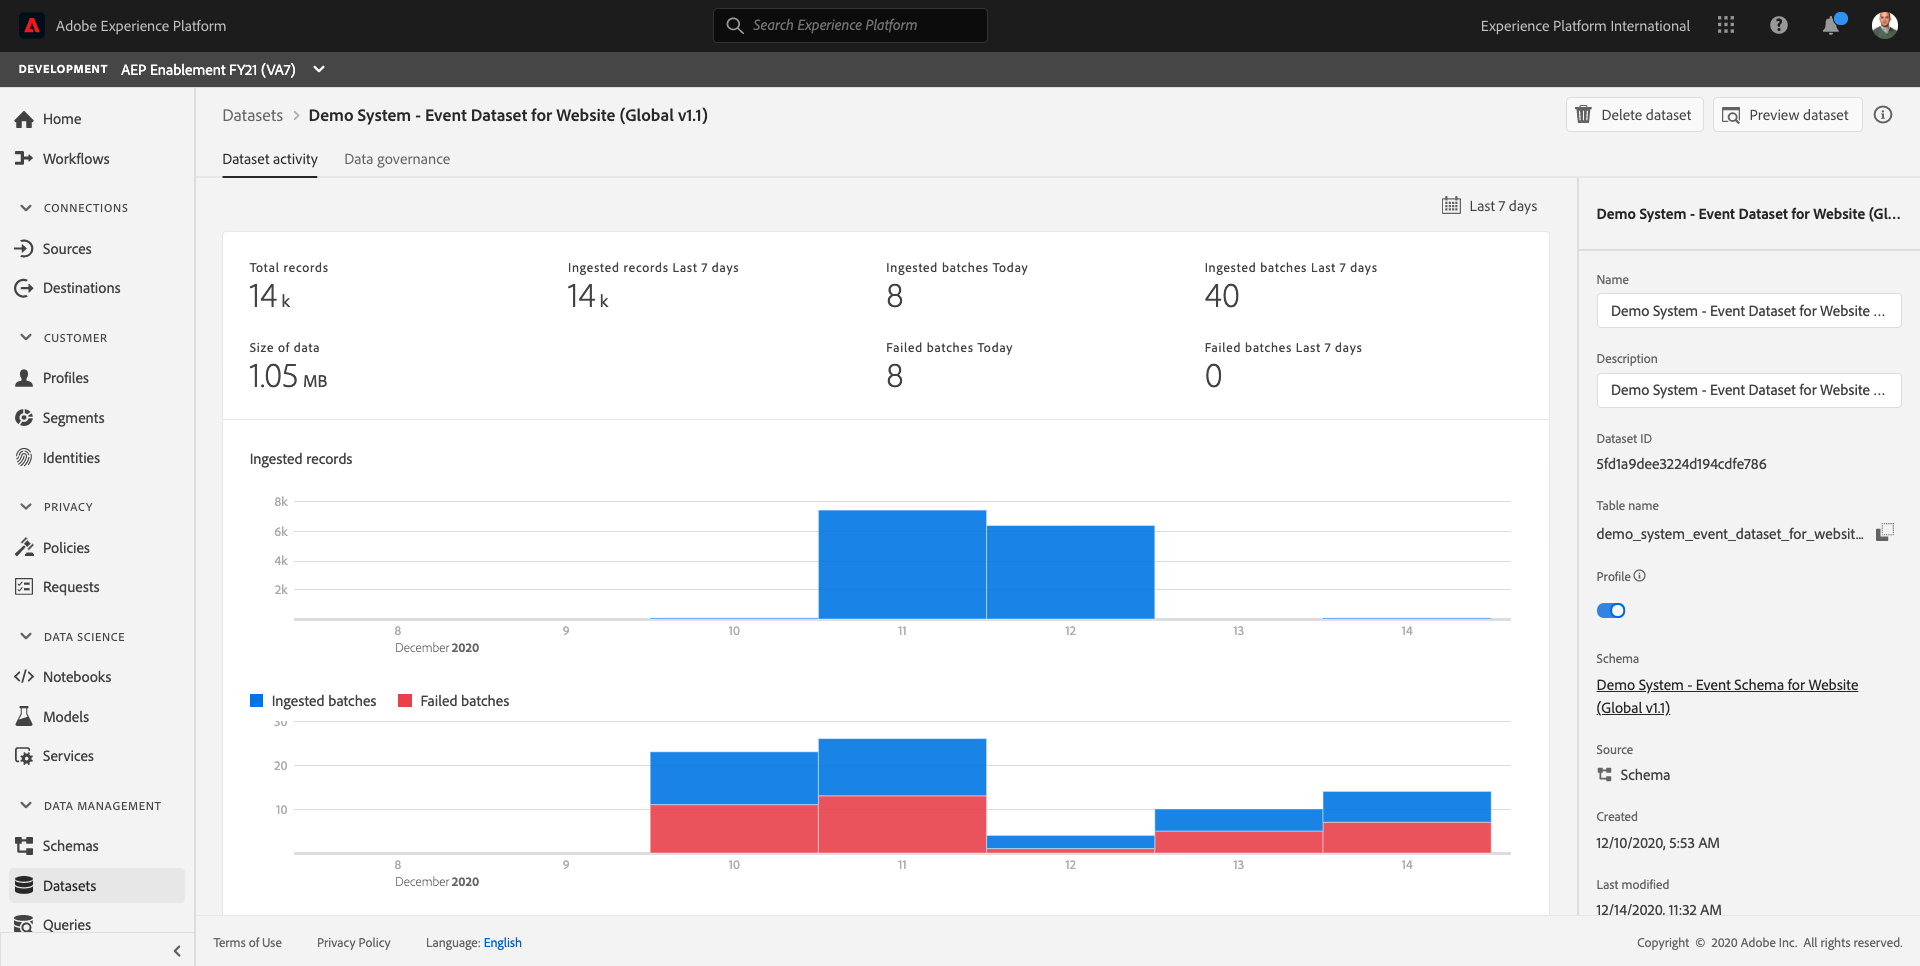 Adobe Experience Platform
Search Experience Platform
Experience Platform International
DEVELOPMENT AEP Enablement FY21 (VA7)
Home
Workflows
CONNECTIONS
Sources
Destinations
CUSTOMER
Profiles
Segments
Identities
PRIVACY
Policies
Requests
DATA SCIENCE
Notebooks
Models
Services
DATA MANAGEMENT
Schemas
Datasets
Queries
Datasets > Demo System - Event Dataset for Website (Global v1.1)
Delete dataset
Preview dataset
Dataset activity
Data governance
Last 7 days
Total records
14 k
Ingested records Last 7 days
14 k
Ingested batches Today
8
Ingested batches Last 7 days
40
Size of data
1.05 MB
Failed batches Today
8
Failed batches Last 7 days
0
Ingested records
8k
6k
4k
2k
8 9 10 11 12 13 14
December 2020
Ingested batches Failed batches
30
20
10
8 9 10 11 12 13 14
December 2020
Demo System - Event Dataset for Website (Gl...
Name
Demo System - Event Dataset for Website ...
Description
Demo System - Event Dataset for Website ...
Dataset ID
5fd1a9dee3224d194cdfe786
Table name
demo_system_event_dataset_for_websit...
Profile
Schema
Demo System - Event Schema for Website
(Global v1.1)
Source
Schema
Created
12/10/2020, 5:53 AM
Last modified
12/14/2020, 11:32 AM
Terms of Use Privacy Policy Language: English
Copyright © 2020 Adobe Inc. All rights reserved.